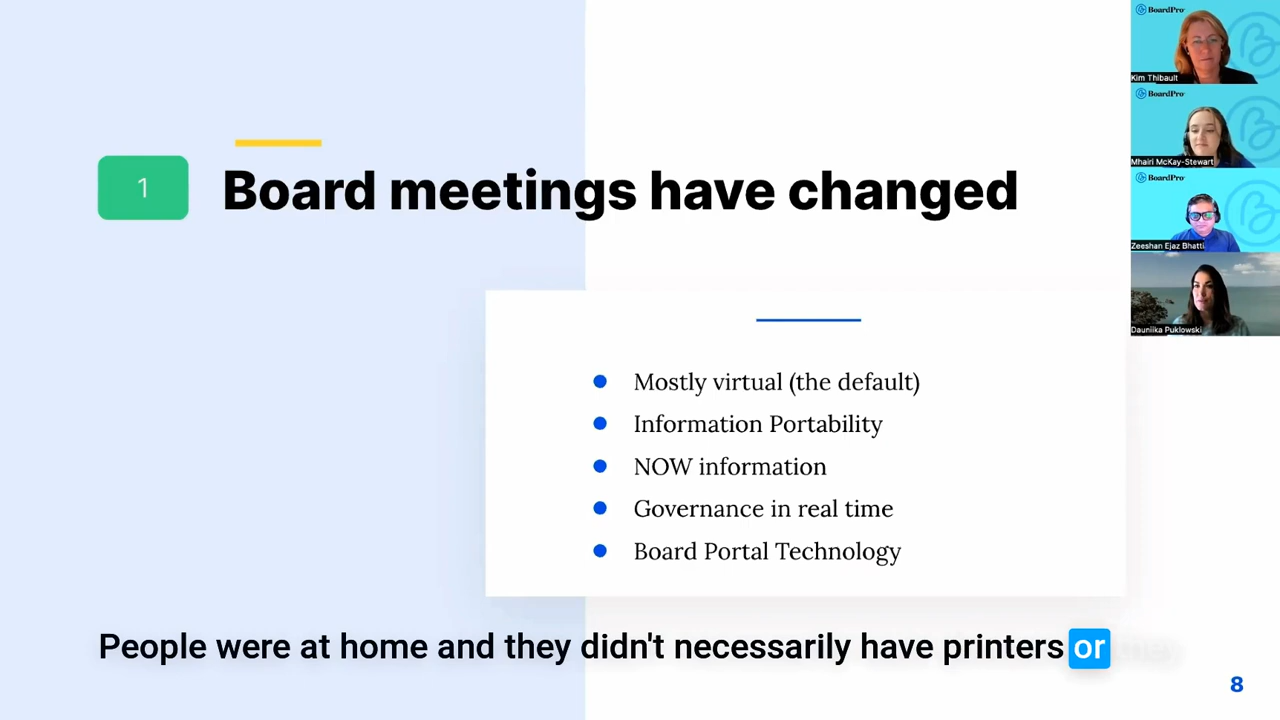 1
Board meetings have changed
Mostly virtual (the default)
Information Portability
NOW information
Governance in real time
Board Portal Technology
People were at home and they didn't necessarily have printers or
8
BoardPro
Kim Thibault
BoardPro
Mhairi McKay-Stewart
BoardPro
Zeeshan Ejaz Bhatti
Dauniika Puklowski